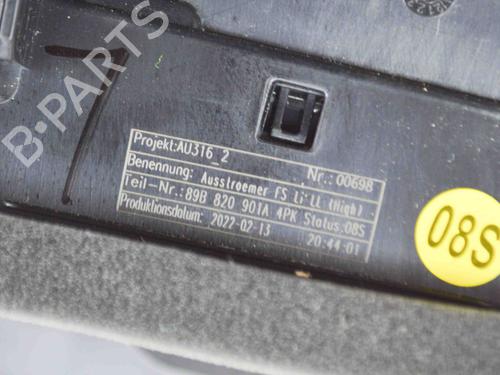 B-PARTS
Projekt:AU316_2 Nr.: 00698
Benennung: Ausstroemer FS Li LL (High)
Teil-Nr.: 89B 820 901A 4PK Status:08S
Produktionsdatum: 2022-02-13 20:44:01
08S